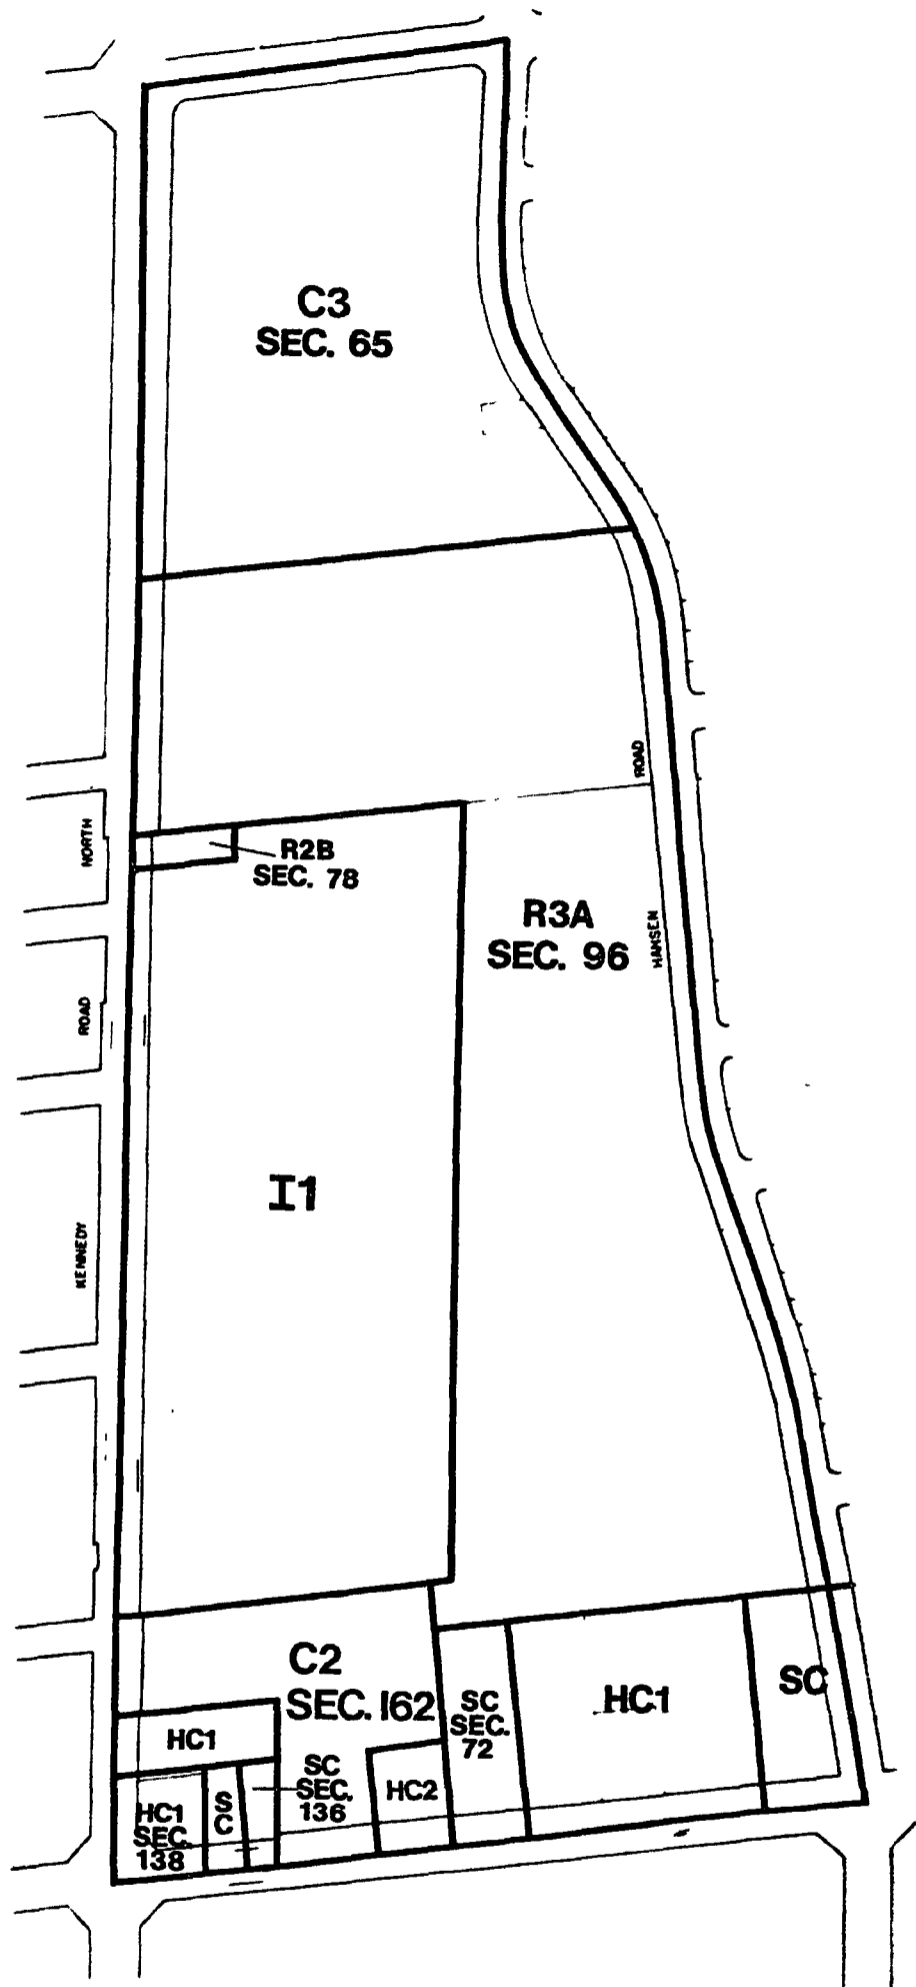 C3
SEC. 65
ROAD
NORTH
R2B
SEC. 78
R3A
SEC. 96
HANSEN
ROAD
I1
KENNEDY
C2
SEC. 162
HC1
SC
SEC.
72
HC1
SC
SC
SEC.
136
HC2
HC1
SEC.
138
SC